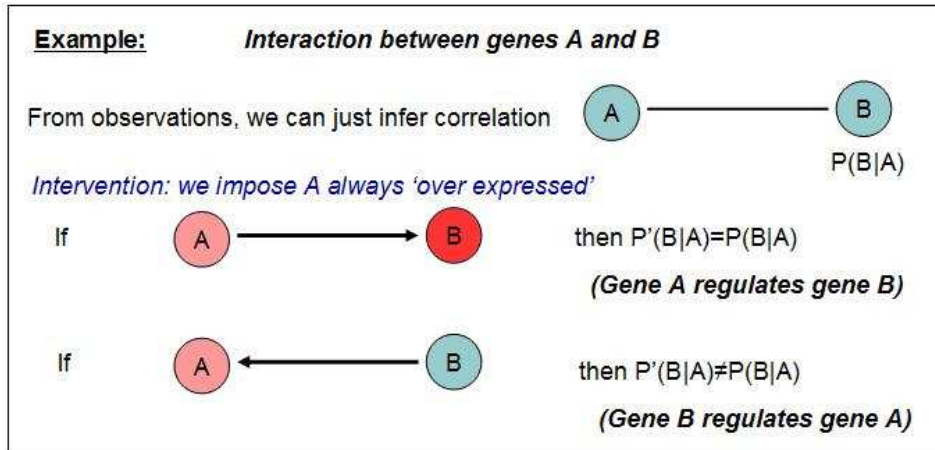 Example: Interaction between genes A and B
From observations, we can just infer correlation A B
P(B|A)
Intervention: we impose A always ‘over expressed’
If A B then P’(B|A)=P(B|A)
(Gene A regulates gene B)
If A B then P’(B|A)≠P(B|A)
(Gene B regulates gene A)